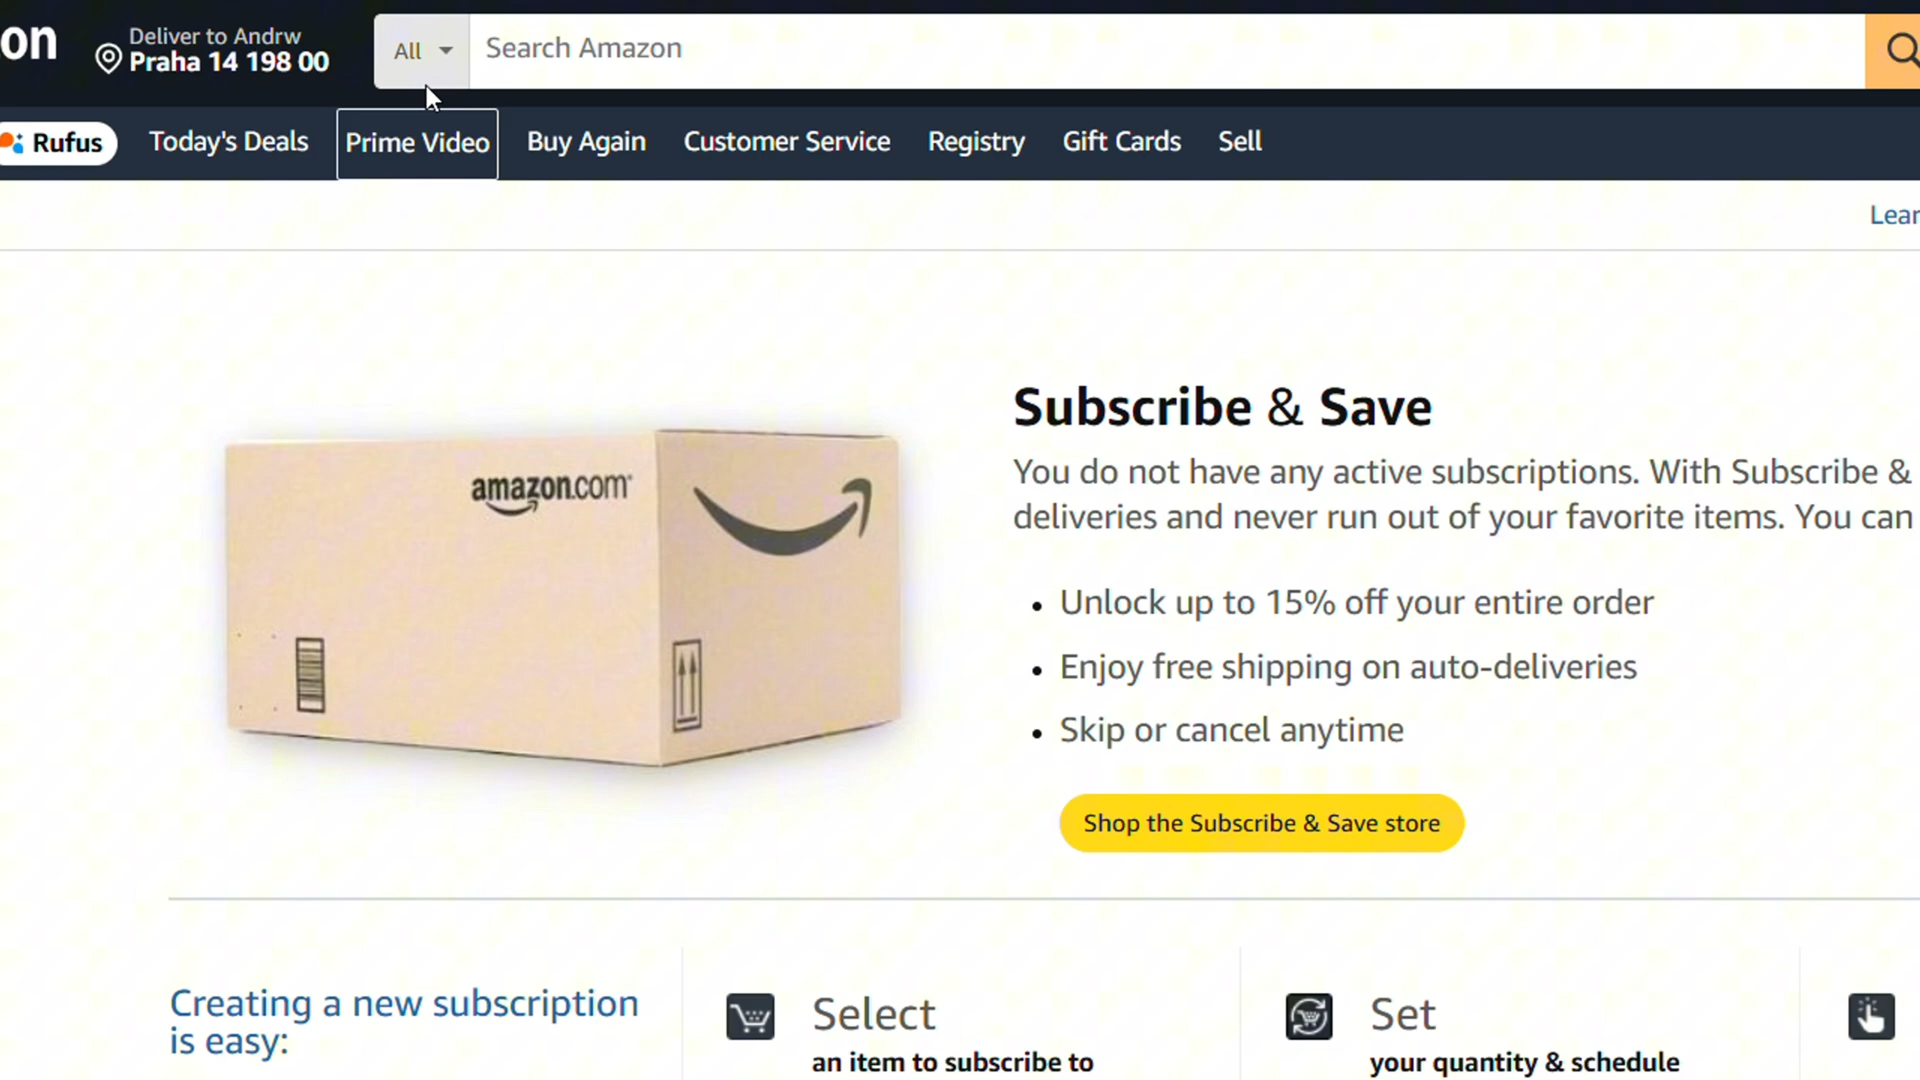 on
Deliver to Andrw
Praha 14 198 00
All
Search Amazon
Rufus
Today's Deals
Prime Video
Buy Again
Customer Service
Registry
Gift Cards
Sell
Lear
amazon.com
Subscribe & Save
You do not have any active subscriptions. With Subscribe &
deliveries and never run out of your favorite items. You can
• Unlock up to 15% off your entire order
• Enjoy free shipping on auto-deliveries
• Skip or cancel anytime
Shop the Subscribe & Save store
Creating a new subscription
is easy:
Select
an item to subscribe to
Set
your quantity & schedule